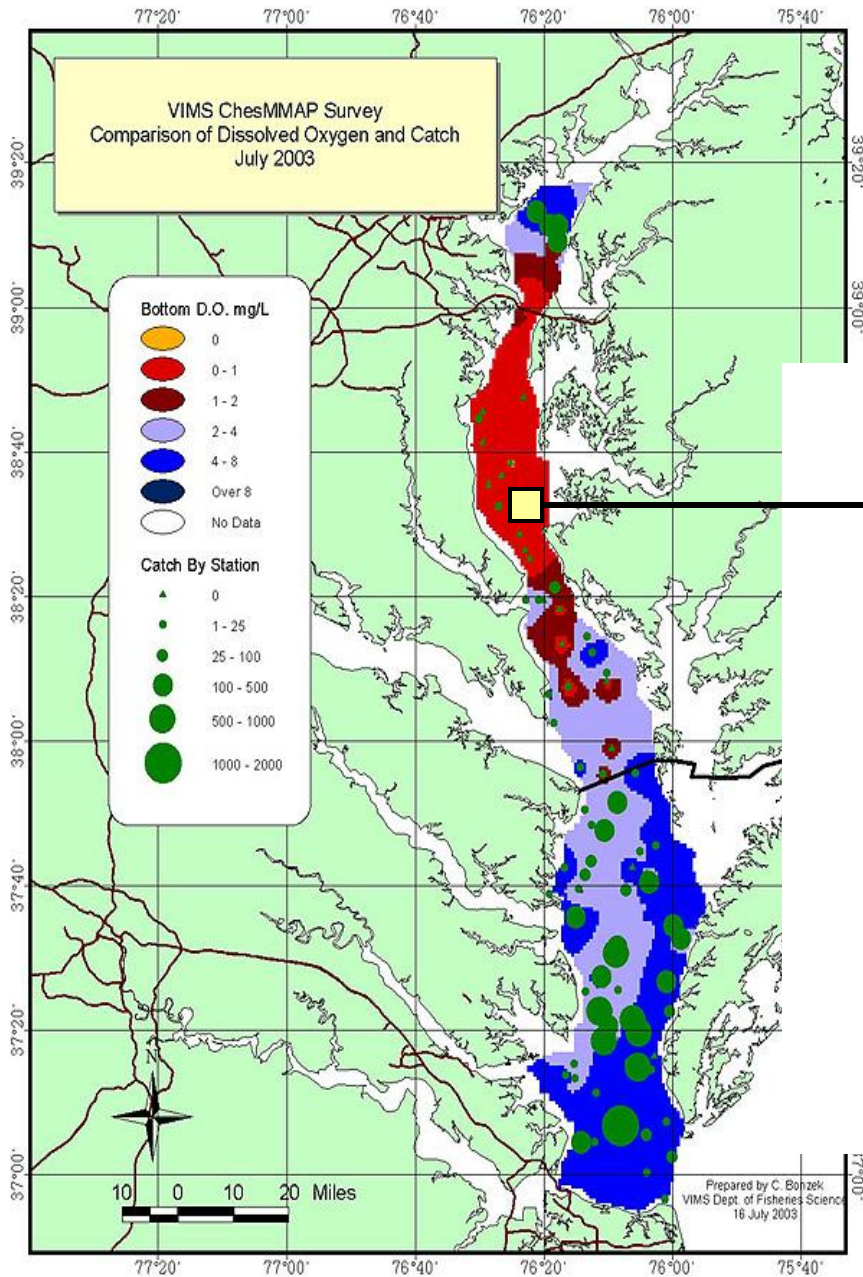 77°20' 77°00' 76°40' 76°20' 76°00' 75°40'
VIMS ChesMMAP Survey
Comparison of Dissolved Oxygen and Catch
July 2003
39°20' 39°20'
39°00'
38°40'
38°20'
38°00'
37°40'
37°20'
37°00' 37°00'
Bottom D.O. mg/L
0
0 - 1
1 - 2
2 - 4
4 - 8
Over 8
No Data
Catch By Station
0
1 - 25
25 - 100
100 - 500
500 - 1000
1000 - 2000
N
10 0 10 20 Miles
Prepared by C. Bonzek
VIMS Dept. of Fisheries Science
16 July 2003
77°20' 77°00' 76°40' 76°20' 76°00' 75°40'